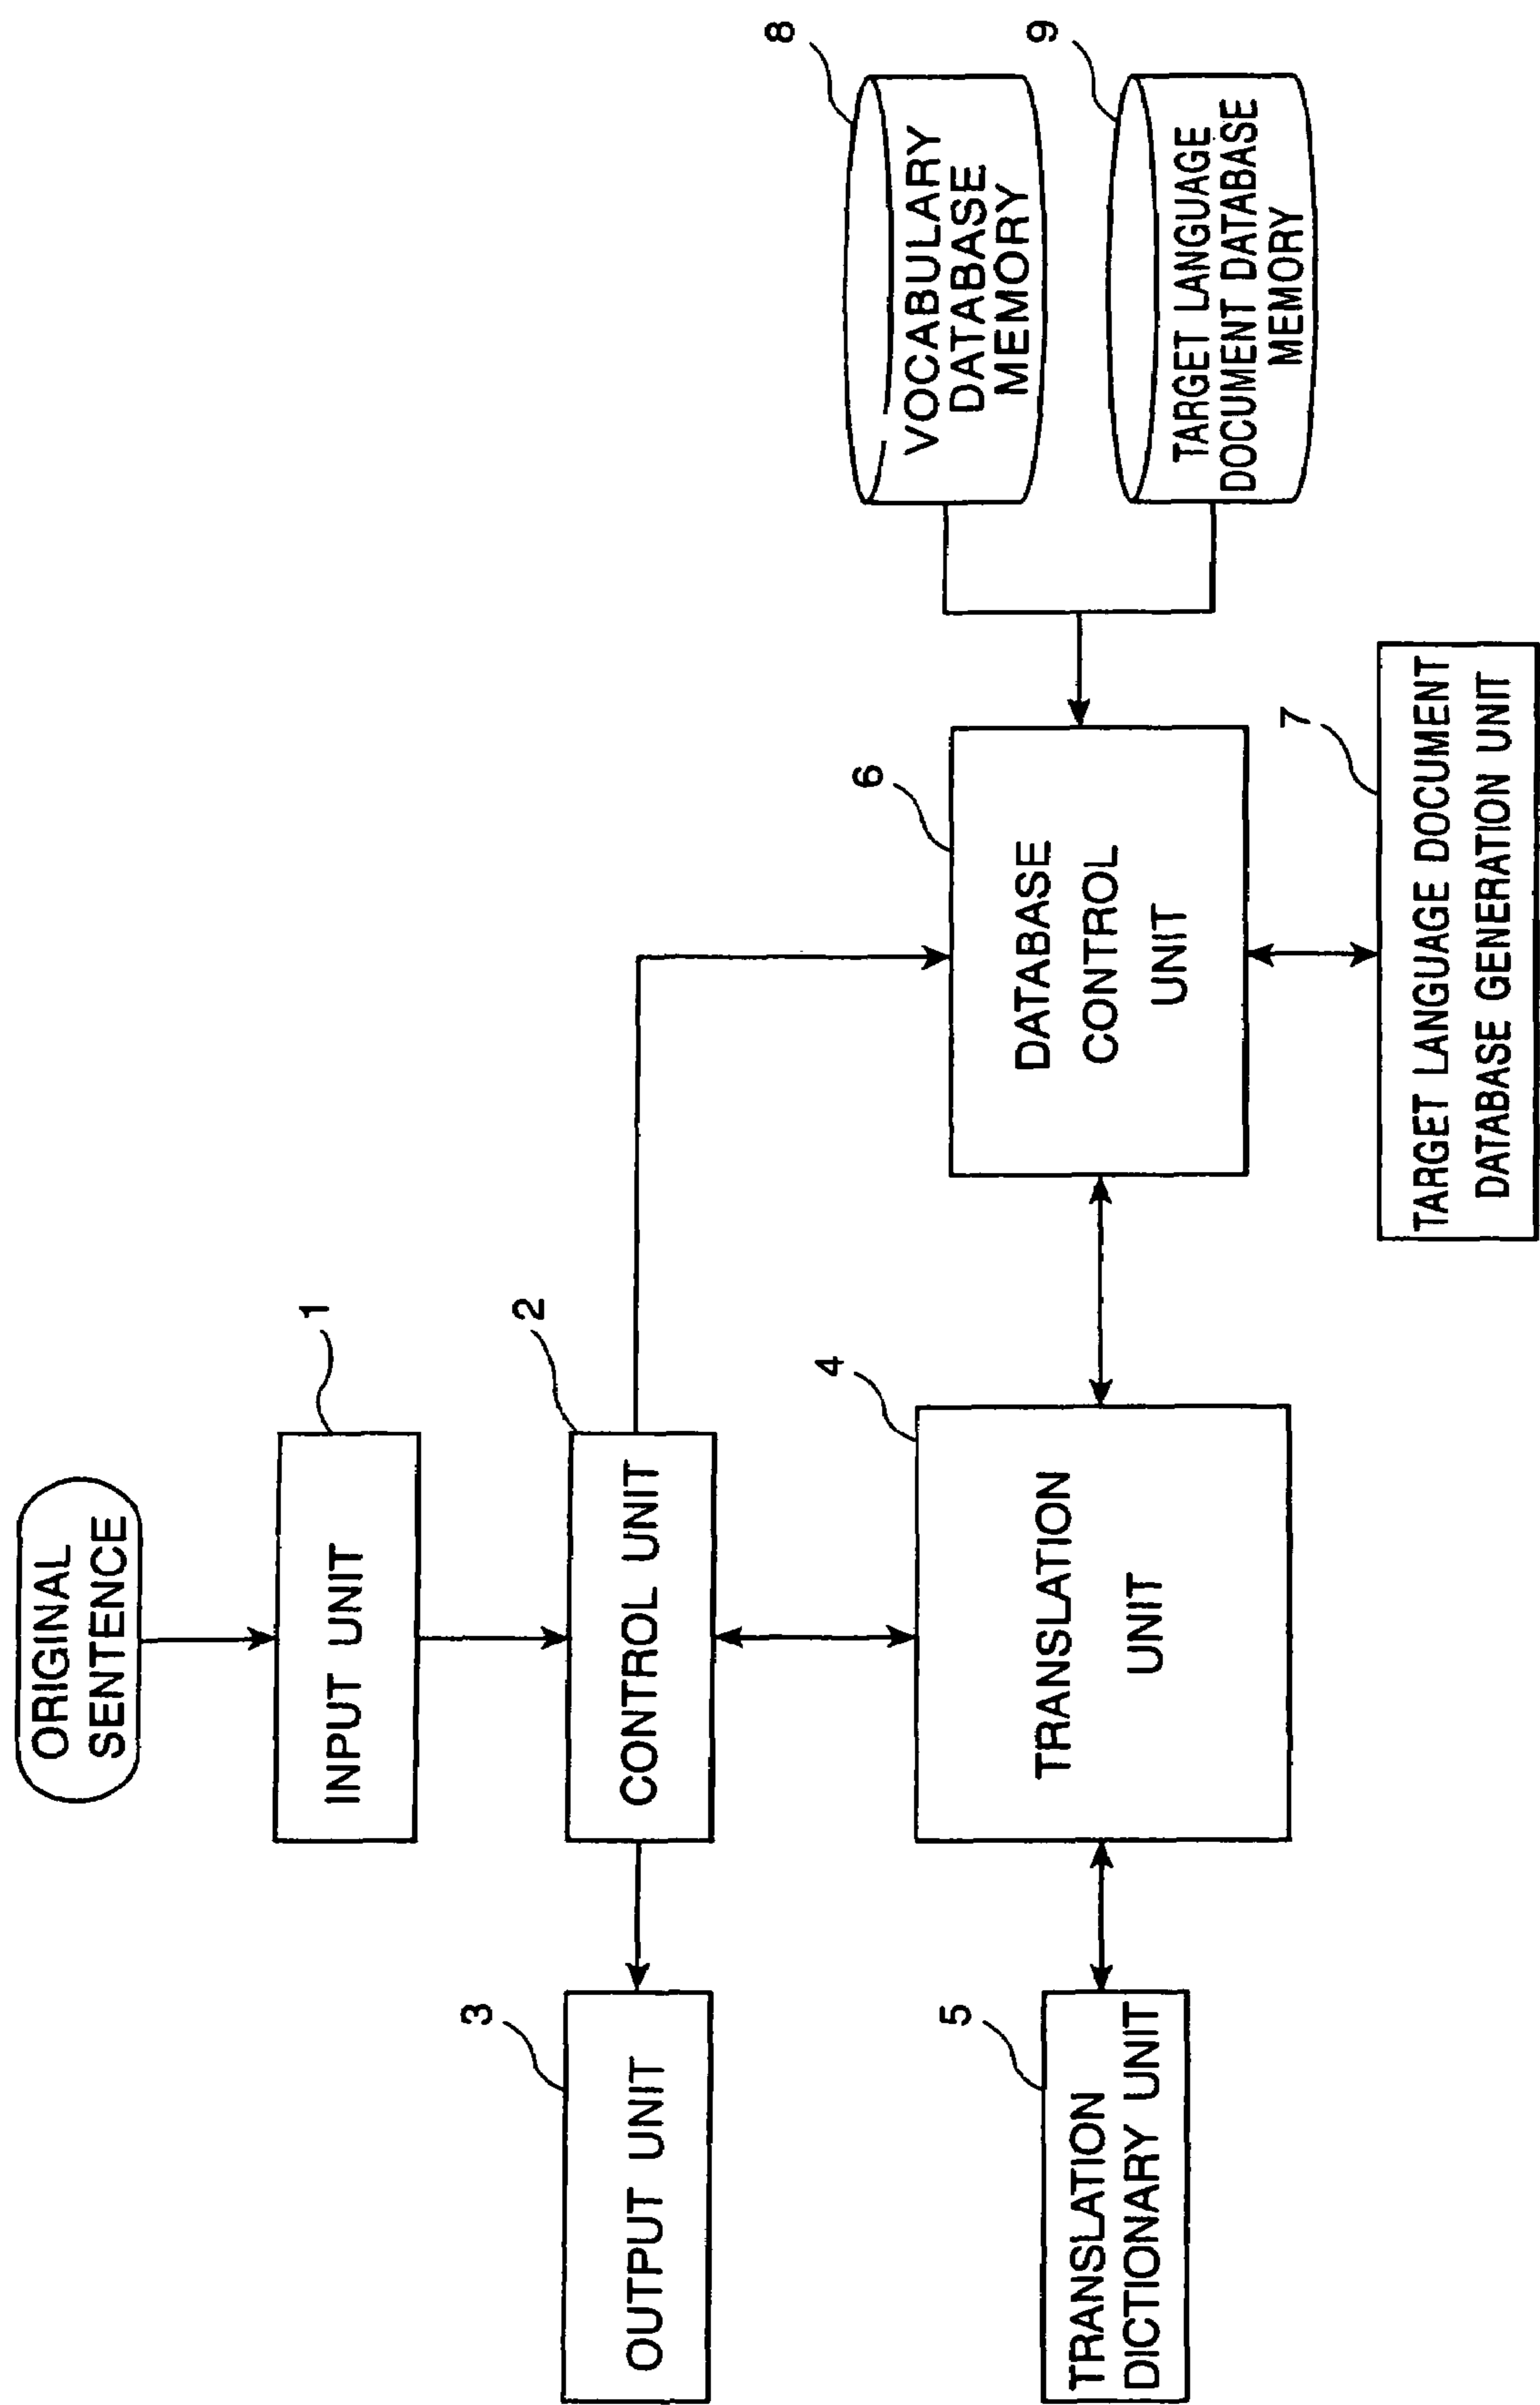 ORIGINAL
SENTENCE
1
INPUT UNIT
2
CONTROL UNIT
3
OUTPUT UNIT
4
TRANSLATION
UNIT
5
TRANSLATION
DICTIONARY UNIT
6
DATABASE
CONTROL
UNIT
7
TARGET LANGUAGE DOCUMENT
DATABASE GENERATION UNIT
8
VOCABULARY
DATABASE
MEMORY
9
TARGET LANGUAGE
DOCUMENT DATABASE
MEMORY